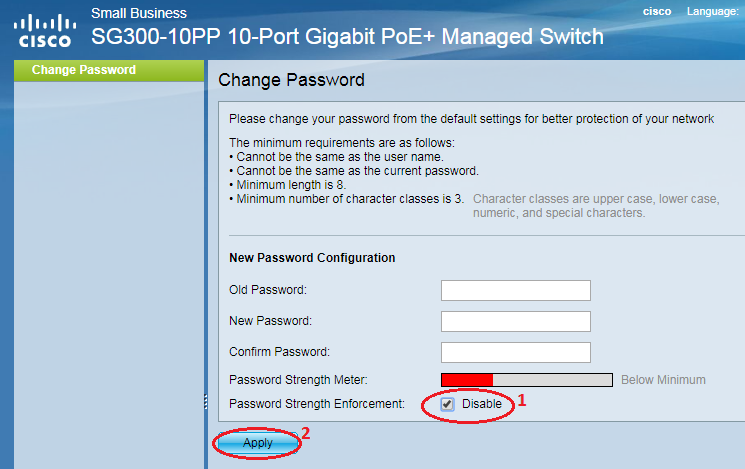 Small Business
cisco Language:
CISCO
SG300-10PP 10-Port Gigabit PoE+ Managed Switch
Change Password
Change Password
Please change your password from the default settings for better protection of your network
The minimum requirements are as follows:
• Cannot be the same as the user name.
• Cannot be the same as the current password.
• Minimum length is 8.
• Minimum number of character classes is 3. Character classes are upper case, lower case,
numeric, and special characters.
New Password Configuration
Old Password:
New Password:
Confirm Password:
Password Strength Meter: Below Minimum
Password Strength Enforcement: Disable 1
Apply 2